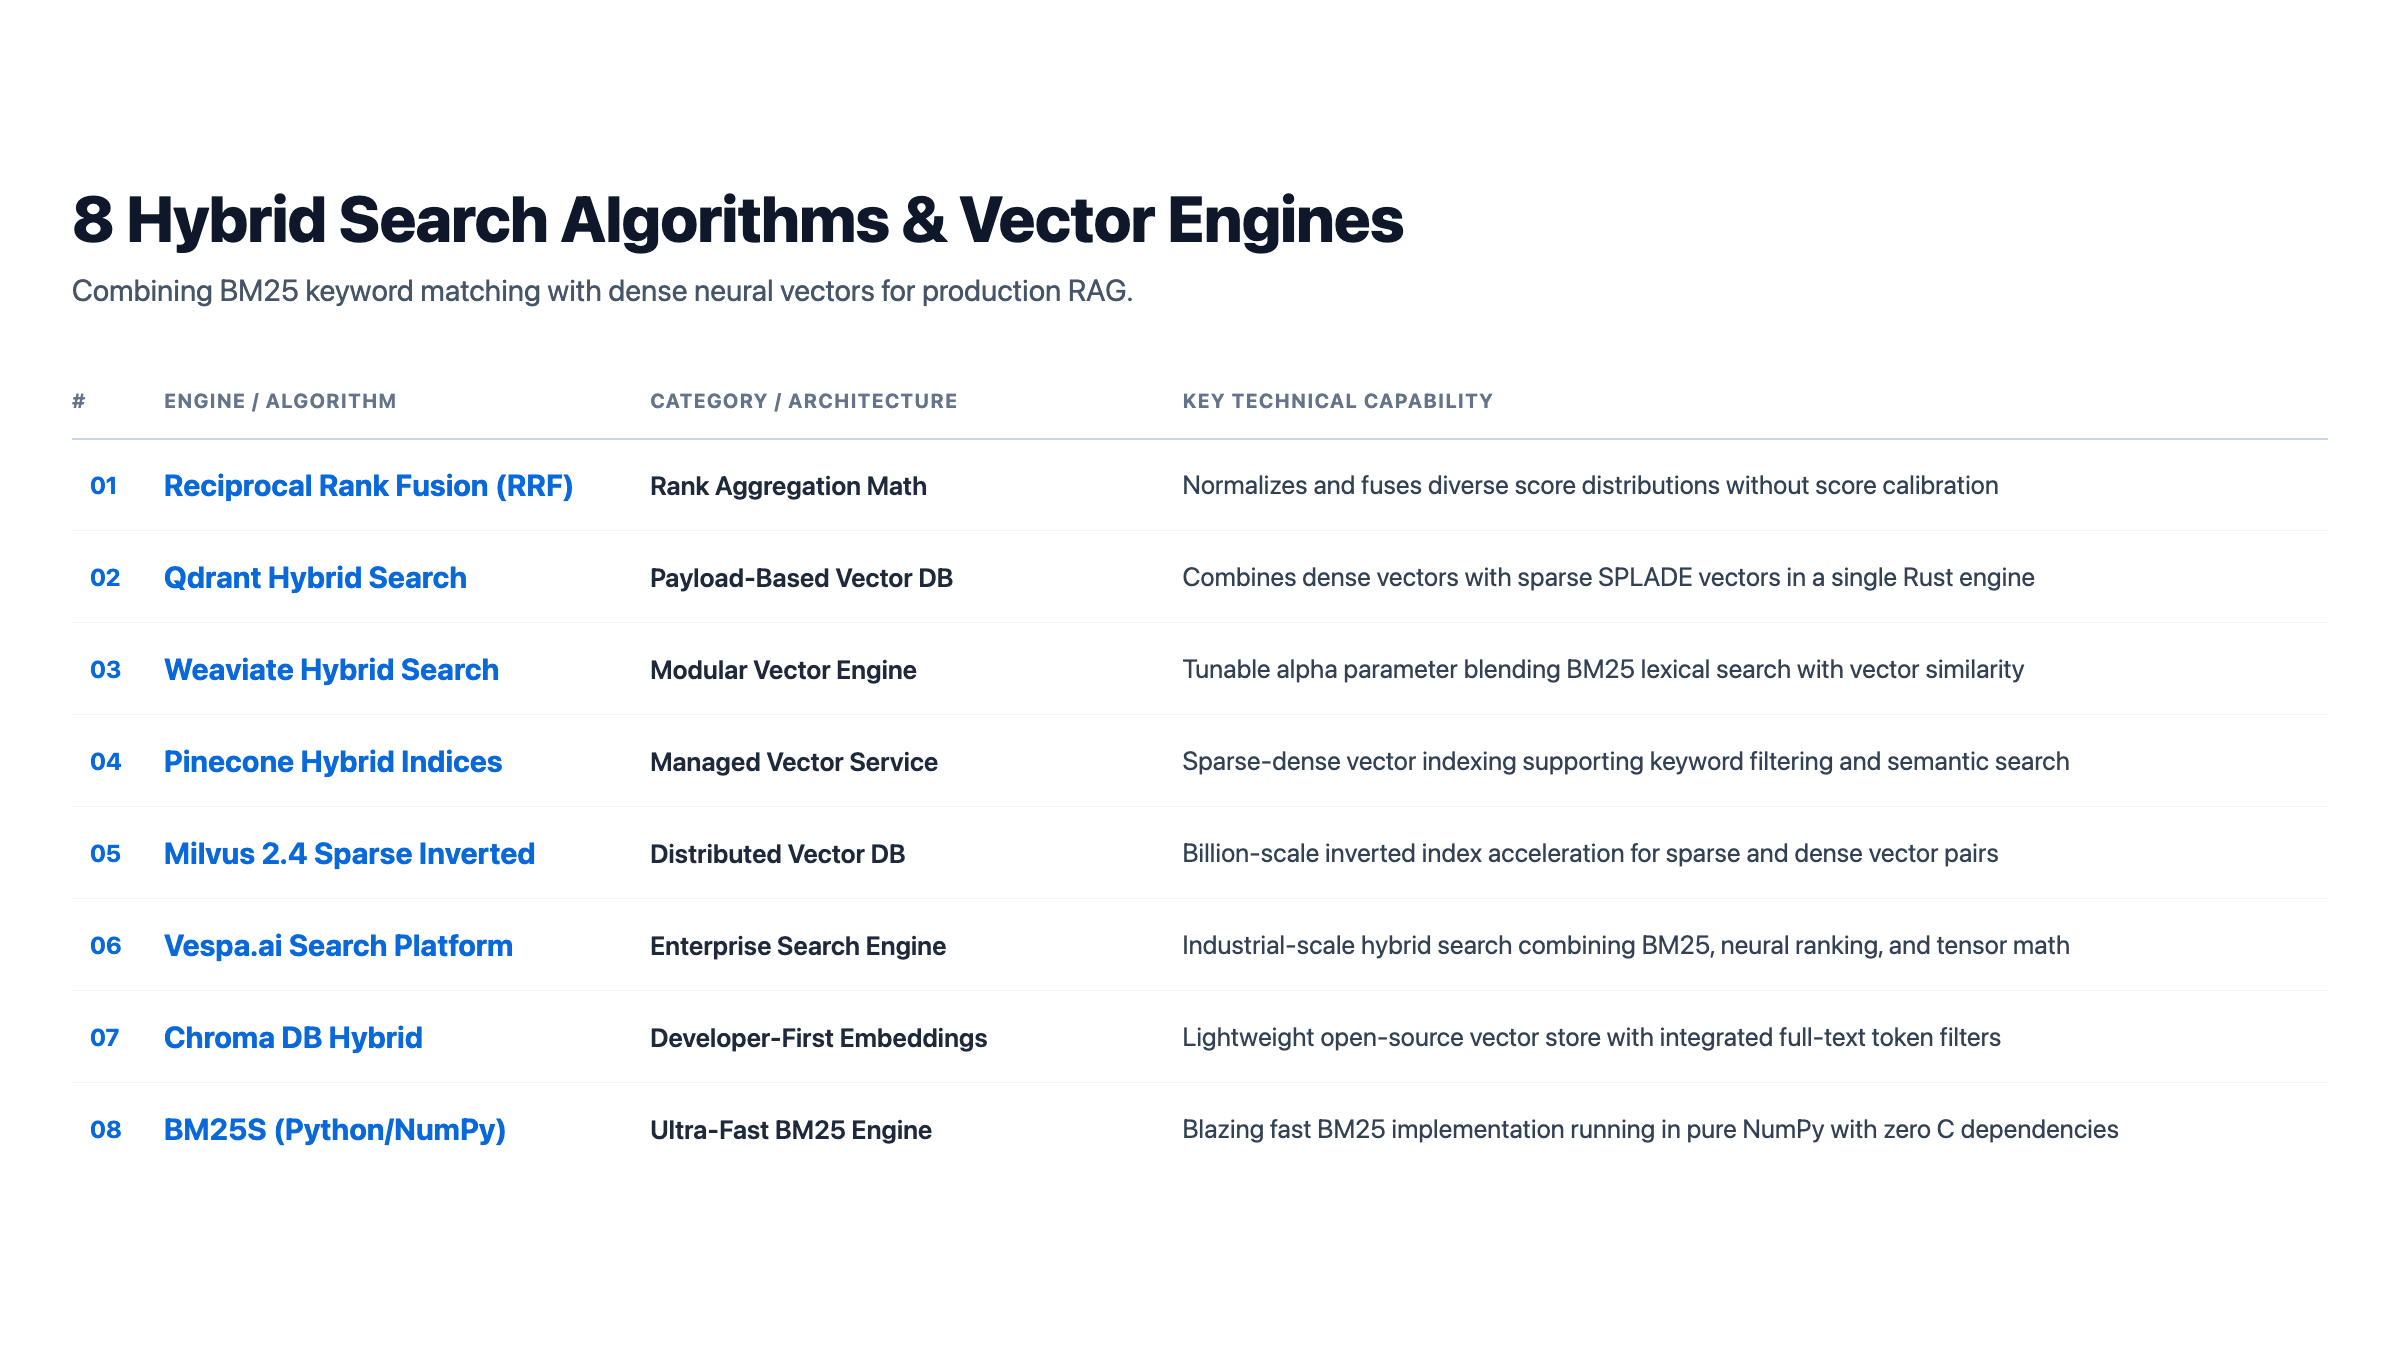 8 Hybrid Search Algorithms & Vector Engines
Combining BM25 keyword matching with dense neural vectors for production RAG.
# ENGINE / ALGORITHM CATEGORY / ARCHITECTURE KEY TECHNICAL CAPABILITY
01 Reciprocal Rank Fusion (RRF) Rank Aggregation Math Normalizes and fuses diverse score distributions without score calibration
02 Qdrant Hybrid Search Payload-Based Vector DB Combines dense vectors with sparse SPLADE vectors in a single Rust engine
03 Weaviate Hybrid Search Modular Vector Engine Tunable alpha parameter blending BM25 lexical search with vector similarity
04 Pinecone Hybrid Indices Managed Vector Service Sparse-dense vector indexing supporting keyword filtering and semantic search
05 Milvus 2.4 Sparse Inverted Distributed Vector DB Billion-scale inverted index acceleration for sparse and dense vector pairs
06 Vespa.ai Search Platform Enterprise Search Engine Industrial-scale hybrid search combining BM25, neural ranking, and tensor math
07 Chroma DB Hybrid Developer-First Embeddings Lightweight open-source vector store with integrated full-text token filters
08 BM25S (Python/NumPy) Ultra-Fast BM25 Engine Blazing fast BM25 implementation running in pure NumPy with zero C dependencies